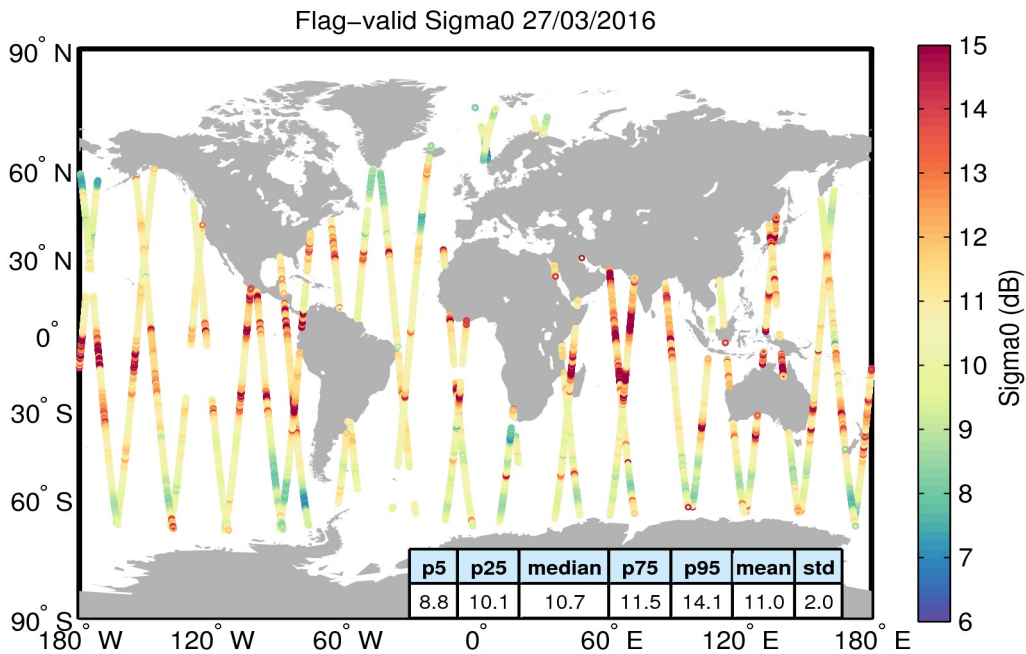 Flag−valid Sigma0 27/03/2016
90° N
60° N
30° N
0°
30° S
60° S
90° S
180° W
120° W
60° W
0°
60° E
120° E
180° E
15
14
13
12
11
10
9
8
7
6
Sigma0 (dB)
p5 p25 median p75 p95 mean std
8.8 10.1 10.7 11.5 14.1 11.0 2.0